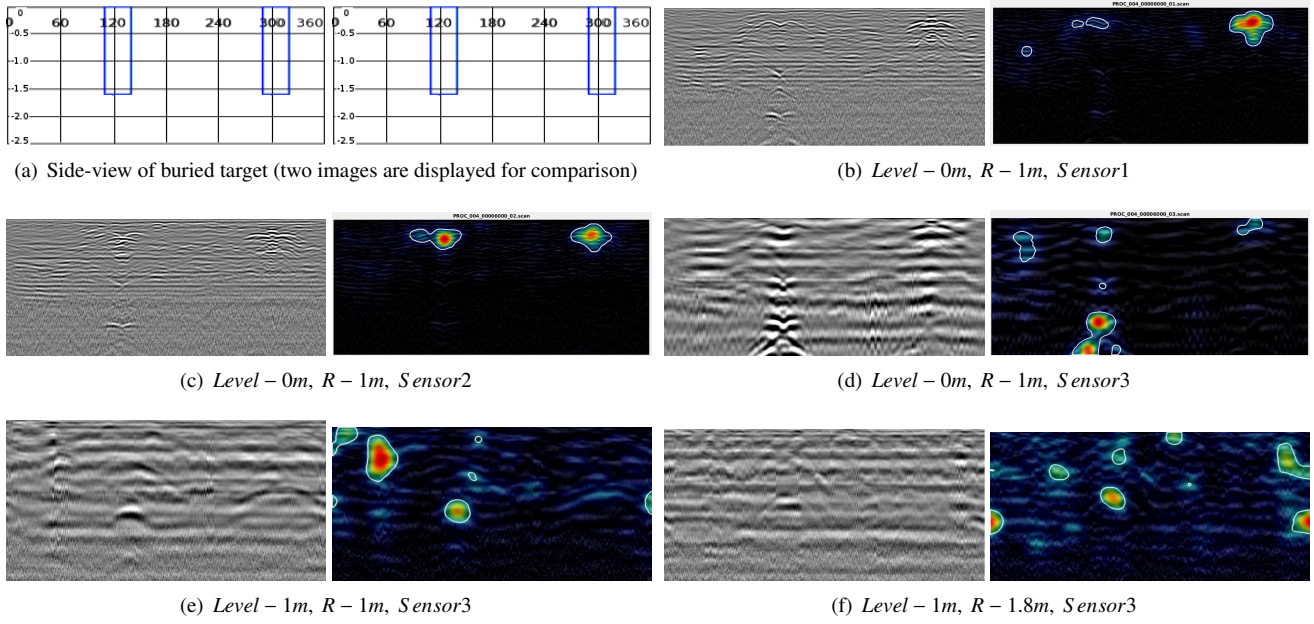 0 60 120 180 240 300 360 0 60 120 180 240 300 360
-0.5 -0.5
-1.0 -1.0
-1.5 -1.5
-2.0 -2.0
-2.5 -2.5
(a) Side-view of buried target (two images are displayed for comparison)
PROC_004_00006000_01.scan
(b) Level – 0m, R – 1m, Sensor1
PROC_004_00006000_02.scan
(c) Level – 0m, R – 1m, Sensor2
PROC_004_00006000_03.scan
(d) Level – 0m, R – 1m, Sensor3
(e) Level – 1m, R – 1m, Sensor3
(f) Level – 1m, R – 1.8m, Sensor3